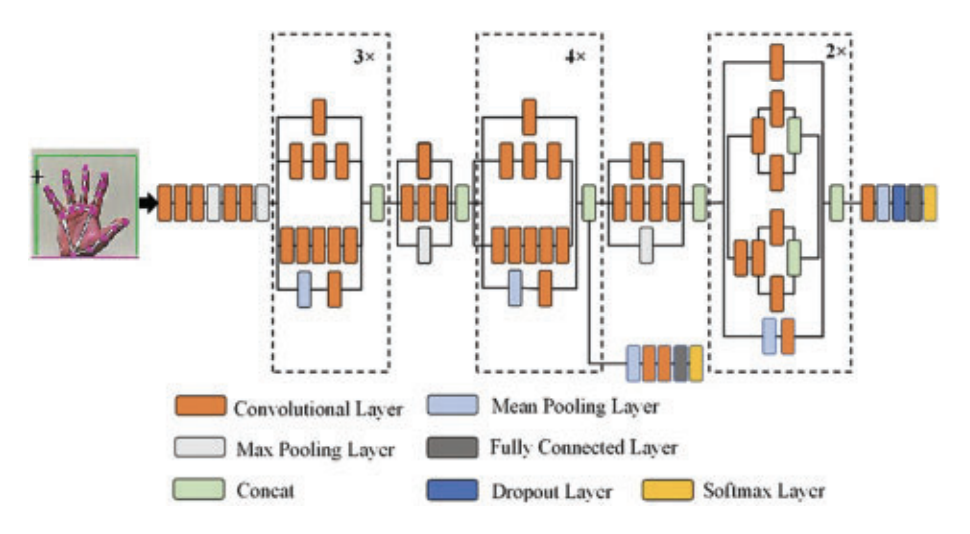 3×
4×
2×
Convolutional Layer
Mean Pooling Layer
Max Pooling Layer
Fully Connected Layer
Concat
Dropout Layer
Softmax Layer